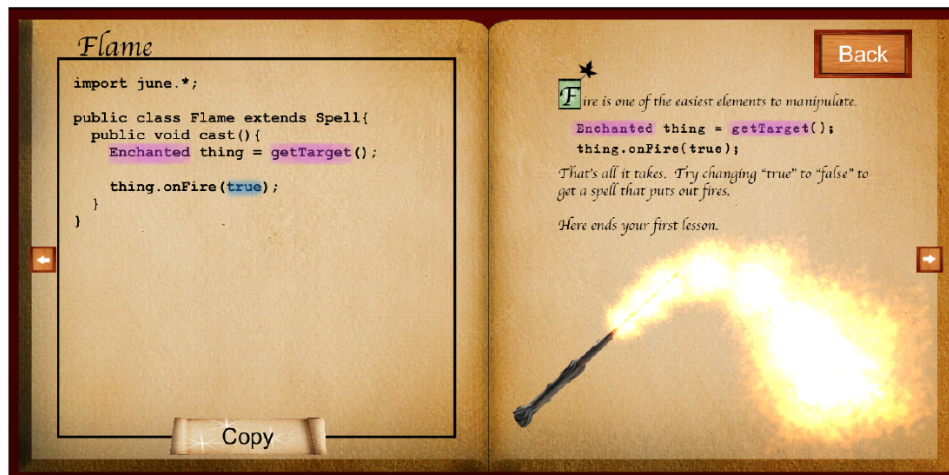 Flame
import june.*;
public class Flame extends Spell{
public void cast(){
Enchanted thing = getTarget();
thing.onFire(true);
}
}
Copy
Back
Fire is one of the easiest elements to manipulate.
Enchanted thing = getTarget();
thing.onFire(true);
That's all it takes. Try changing "true" to "false" to
get a spell that puts out fires.
Here ends your first lesson.